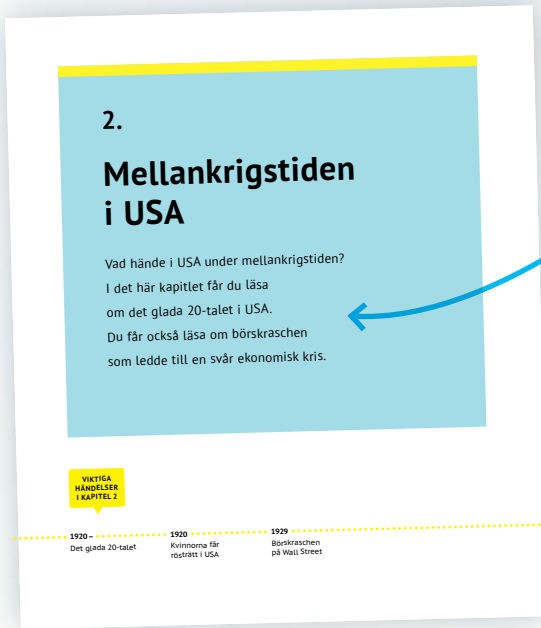 2.
Mellankrigstiden
i USA
Vad hände i USA under mellankrigstiden?
I det här kapitlet får du läsa
om det glada 20-talet i USA.
Du får också läsa om börskraschen
som ledde till en svår ekonomisk kris.
VIKTIGA
HÄNDELSER
I KAPITEL 2
1920 –
Det glada 20-talet
1920
Kvinnorna får
rösträtt i USA
1929
Börskraschen
på Wall Street